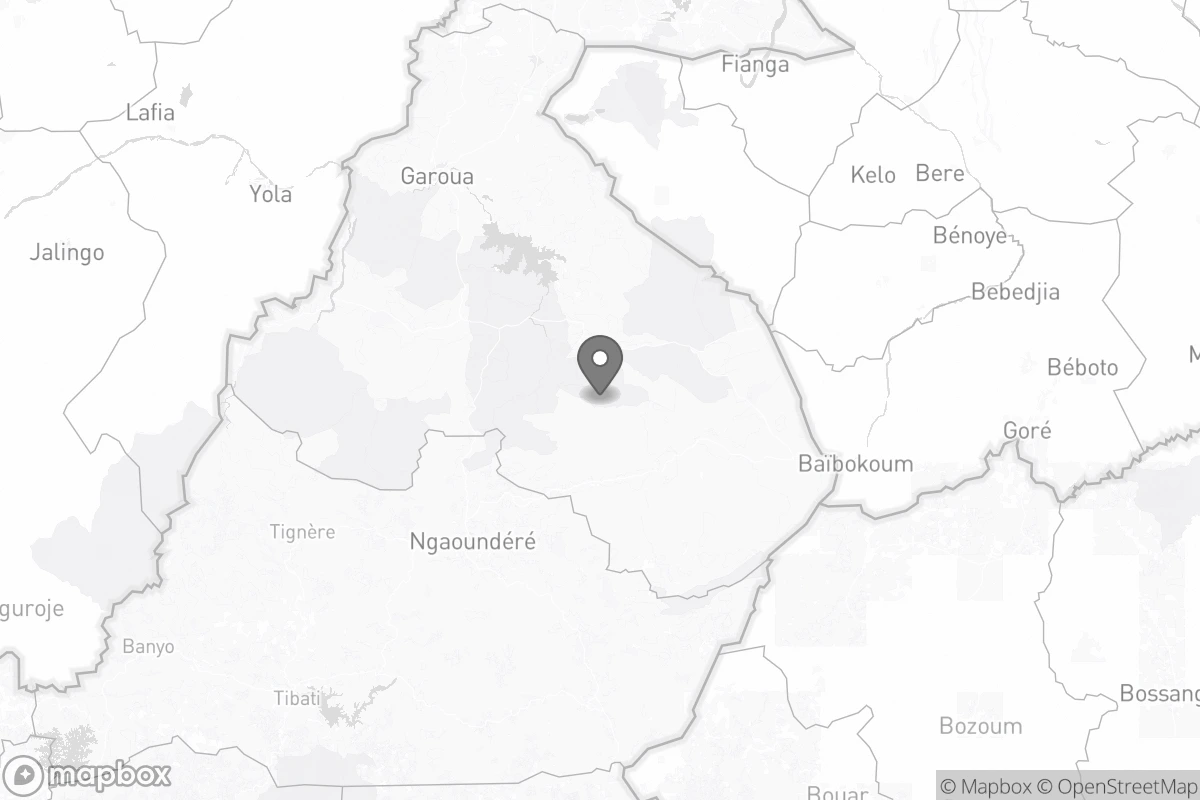 Fianga
Lafia
Garoua
Kelo
Bere
Yola
Bénoye
Jalingo
Bebedjia
Béboto
M
Goré
Baïbokoum
Tignère
Ngaoundéré
guroje
Banyo
Tibati
Bossang
Bozoum
mapbox
Bouar
© Mapbox © OpenStreetMap